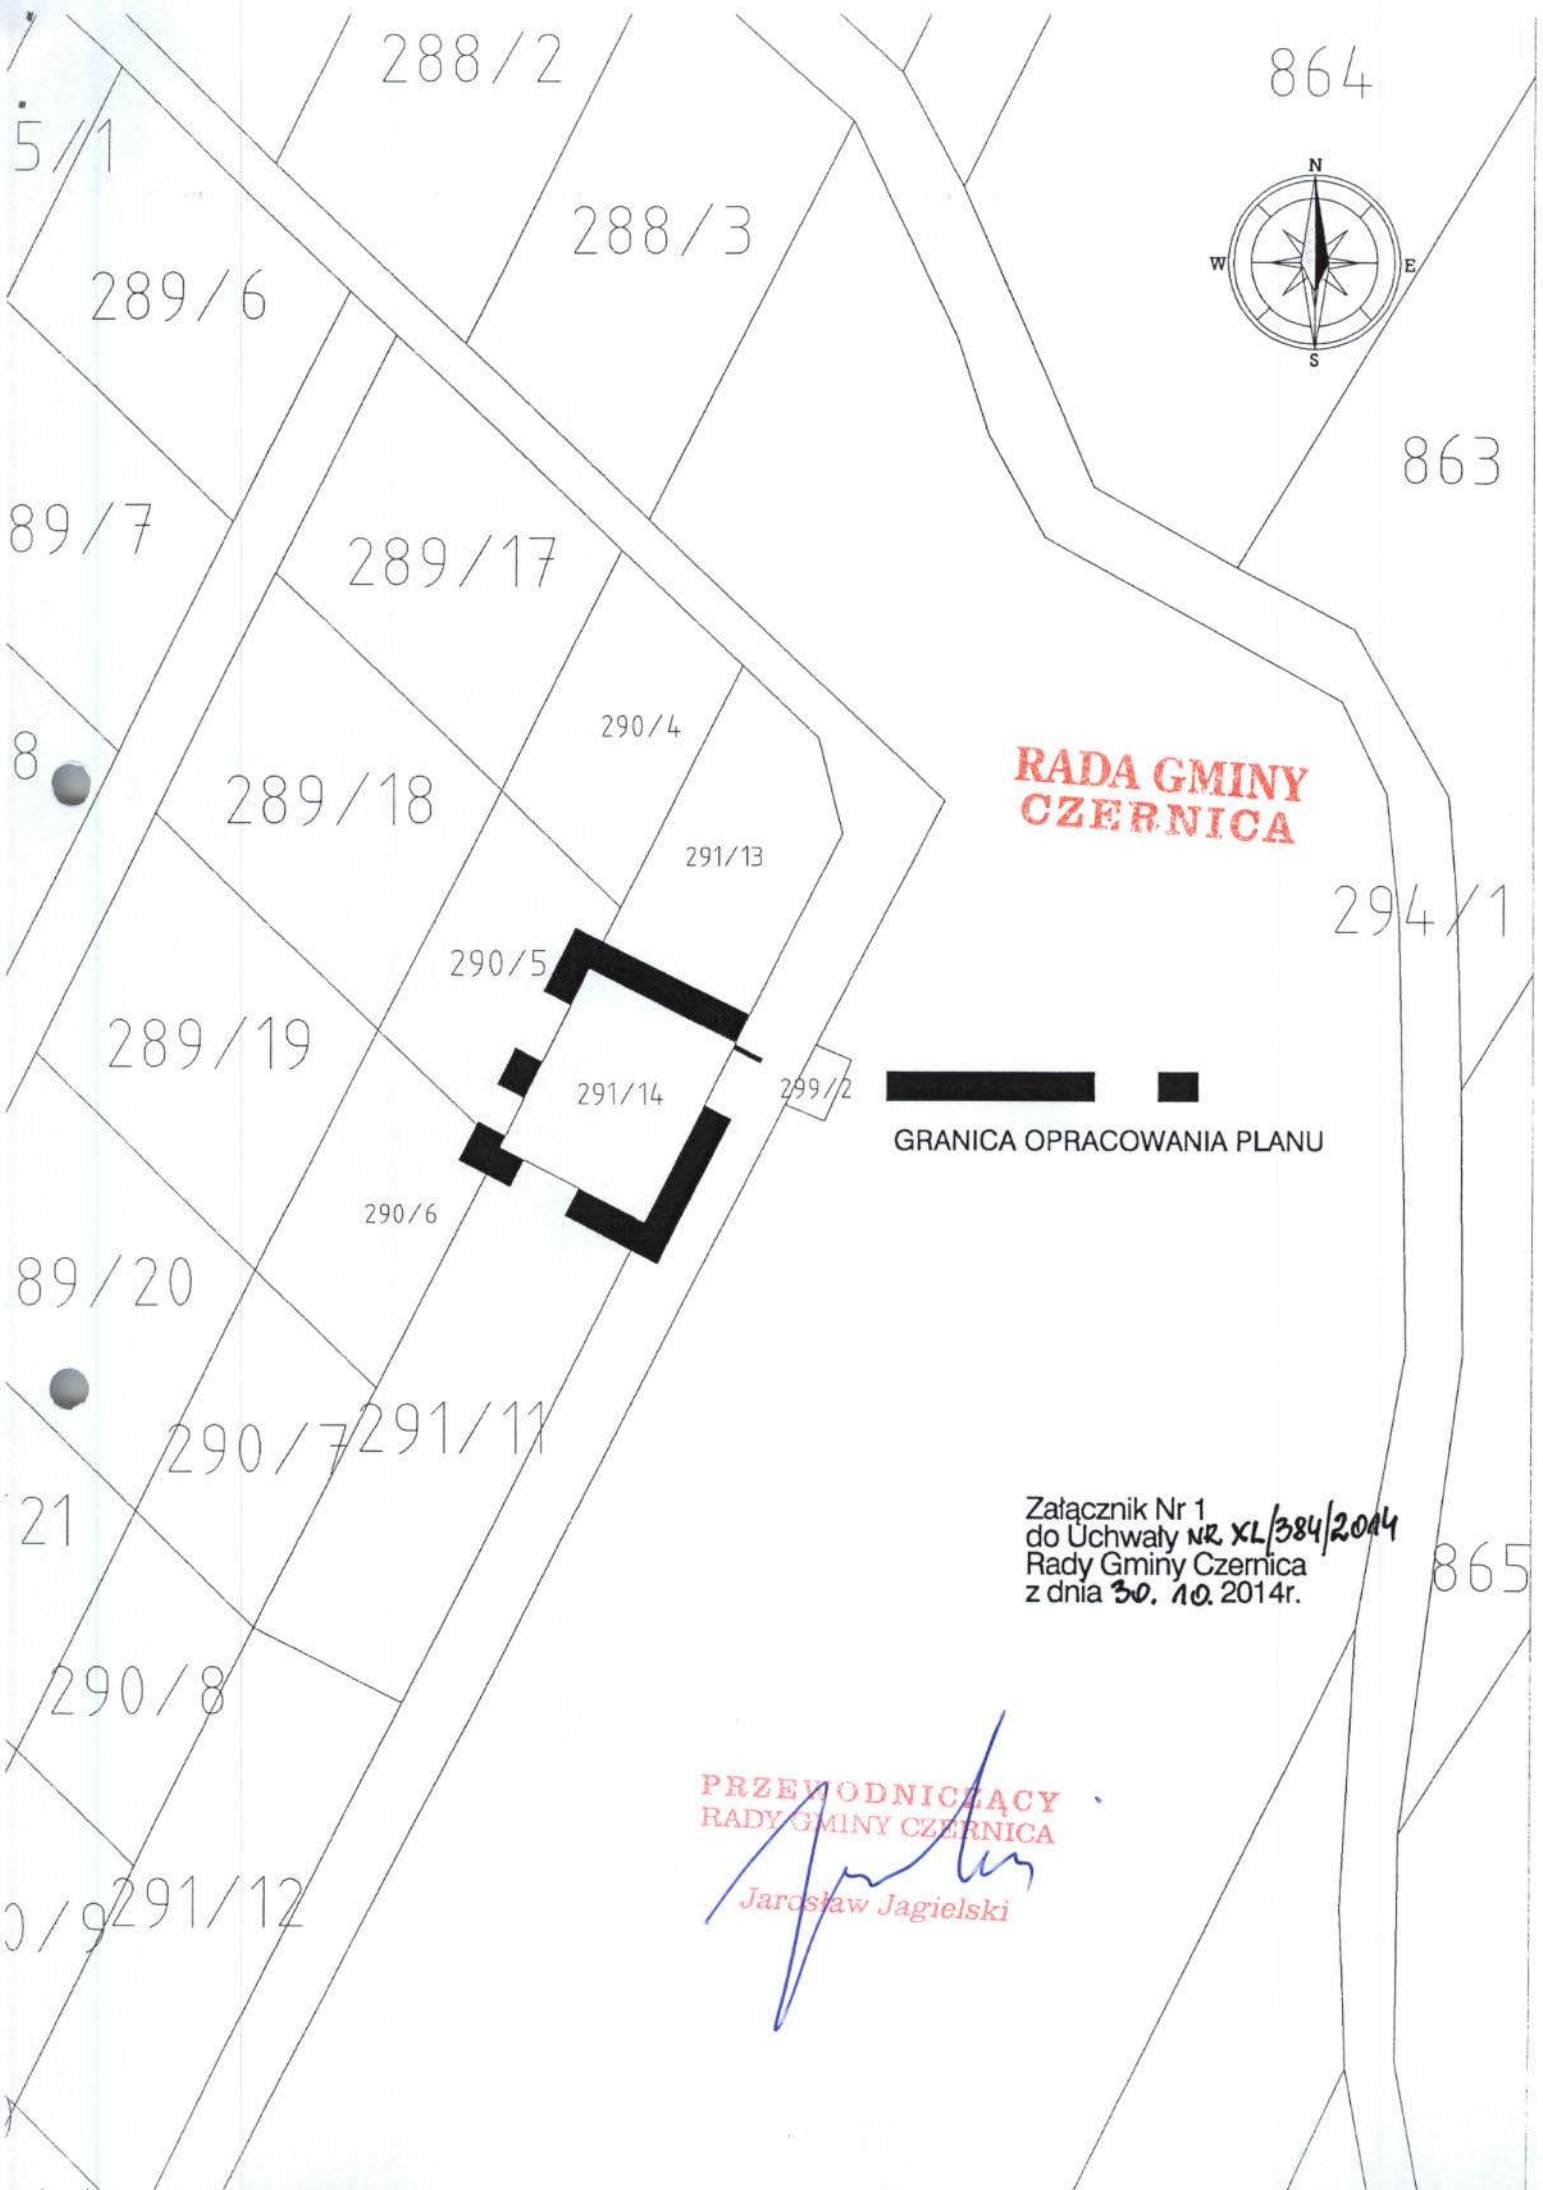 288/2
864
5/1
N
288/3
W
E
289/6
S
863
89/7
289/17
290/4
8
RADA GMINY
CZERNICA
289/18
291/13
294/1
290/5
289/19
291/14
299/2
GRANICA OPRACOWANIA PLANU
290/6
89/20
290/7
291/11
21
Załącznik Nr 1
do Uchwały NR XL/384/2014
Rady Gminy Czernica
z dnia 30. 10. 2014r.
865
290/8
PRZEWODNICZĄCY
RADY GMINY CZERNICA
Jarosław Jagielski
0/9
291/12